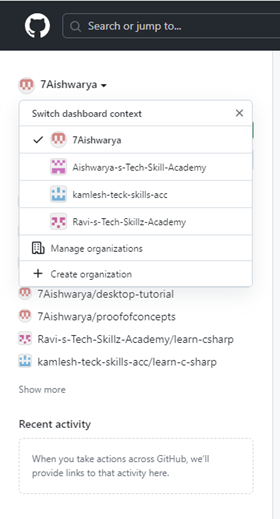 Search or jump to...
7Aishwarya
Switch dashboard context
7Aishwarya
Aishwarya-s-Tech-Skill-Academy
kamlesh-teck-skills-acc
Ravi-s-Tech-Skillz-Academy
Manage organizations
Create organization
7Aishwarya/desktop-tutorial
7Aishwarya/proofofconcepts
Ravi-s-Tech-Skillz-Academy/learn-csharp
kamlesh-teck-skills-acc/learn-c-sharp
Show more
Recent activity
When you take actions across GitHub, we'll
provide links to that activity here.